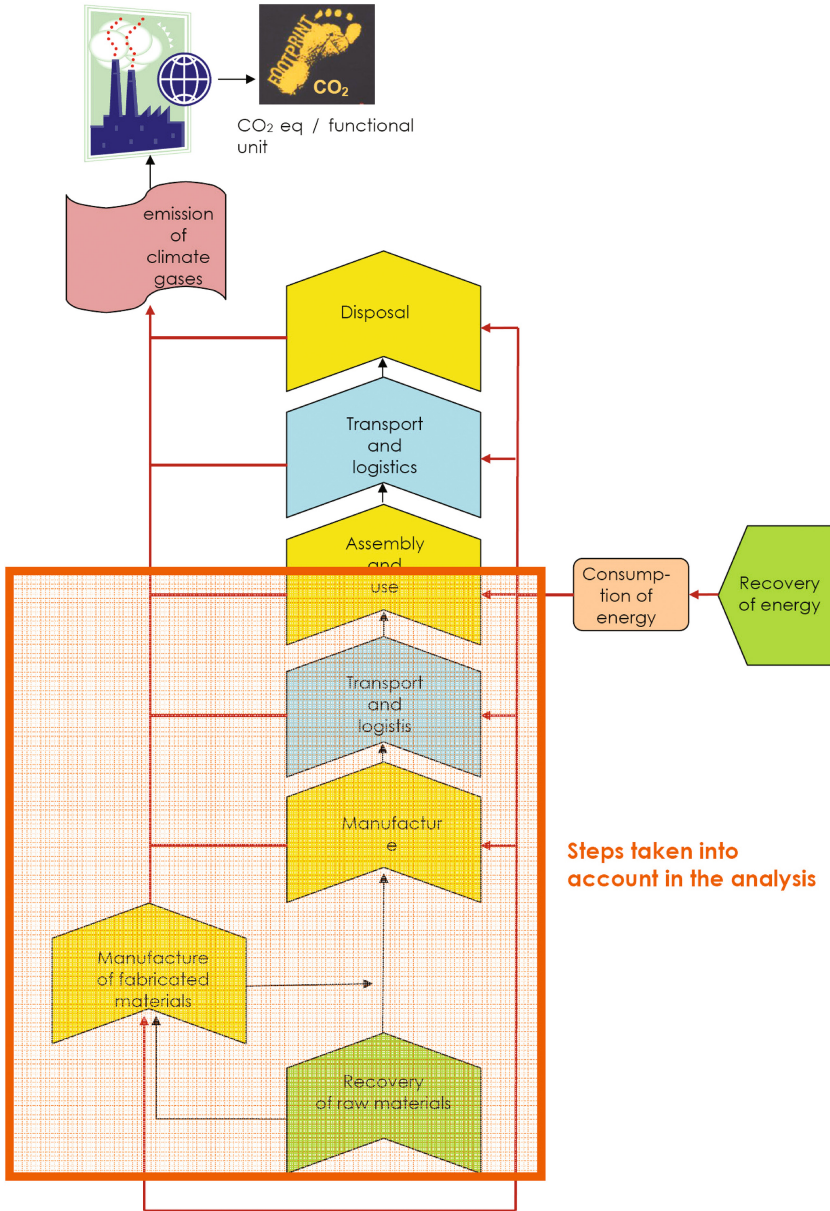 FOOTPRINT
CO₂
CO₂ eq / functional
unit
emission
of
climate
gases
Disposal
Transport
and
logistics
Assembly
and
use
Consump-
tion of
energy
Recovery
of energy
Transport
and
logistis
Manufactur
e
Steps taken into
account in the analysis
Manufacture
of fabricated
materials
Recovery
of raw materials